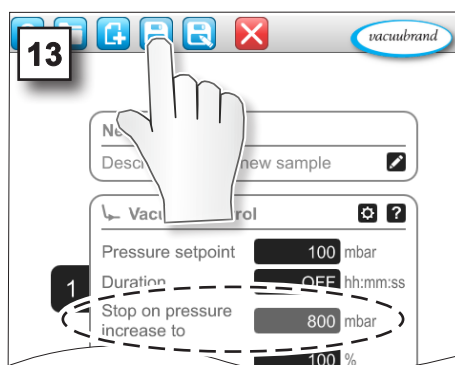 13
vacuubrand
Ne
Desc new sample
Vacu rol
?
Pressure setpoint 100 mbar
1
Duration OFF hh:mm:ss
Stop on pressure
increase to 800 mbar
100 %